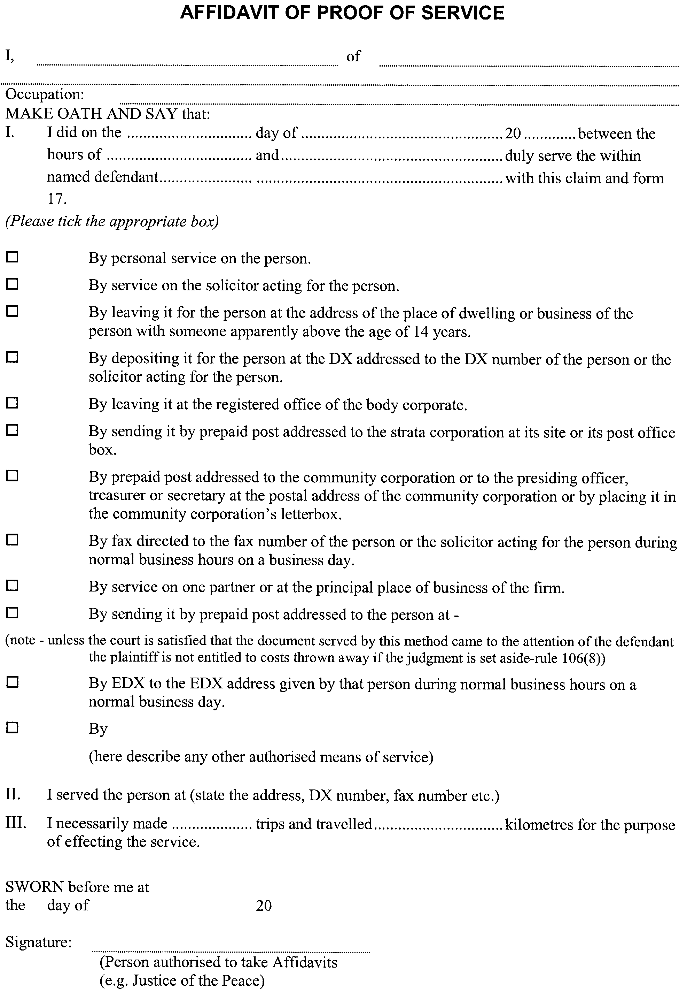 AFFIDAVIT OF PROOF OF SERVICE
I, ........................ of ........................
................................................
Occupation: ........................
MAKE OATH AND SAY that:
I. I did on the ............................... day of .................................................. 20 ............. between the
hours of .................................... and....................................................... duly serve the within
named defendant....................... ............................................................. with this claim and form
17.
(Please tick the appropriate box)
☐ By personal service on the person.
☐ By service on the solicitor acting for the person.
☐ By leaving it for the person at the address of the place of dwelling or business of the
person with someone apparently above the age of 14 years.
☐ By depositing it for the person at the DX addressed to the DX number of the person or the
solicitor acting for the person.
☐ By leaving it at the registered office of the body corporate.
☐ By sending it by prepaid post addressed to the strata corporation at its site or its post office
box.
☐ By prepaid post addressed to the community corporation or to the presiding officer,
treasurer or secretary at the postal address of the community corporation or by placing it in
the community corporation's letterbox.
☐ By fax directed to the fax number of the person or the solicitor acting for the person during
normal business hours on a business day.
☐ By service on one partner or at the principal place of business of the firm.
☐ By sending it by prepaid post addressed to the person at -
(note - unless the court is satisfied that the document served by this method came to the attention of the defendant
the plaintiff is not entitled to costs thrown away if the judgment is set aside-rule 106(8))
☐ By EDX to the EDX address given by that person during normal business hours on a
normal business day.
☐ By
(here describe any other authorised means of service)
II. I served the person at (state the address, DX number, fax number etc.)
III. I necessarily made .................... trips and travelled................................ kilometres for the purpose
of effecting the service.
SWORN before me at
the day of 20
Signature: ........................
(Person authorised to take Affidavits
(e.g. Justice of the Peace)